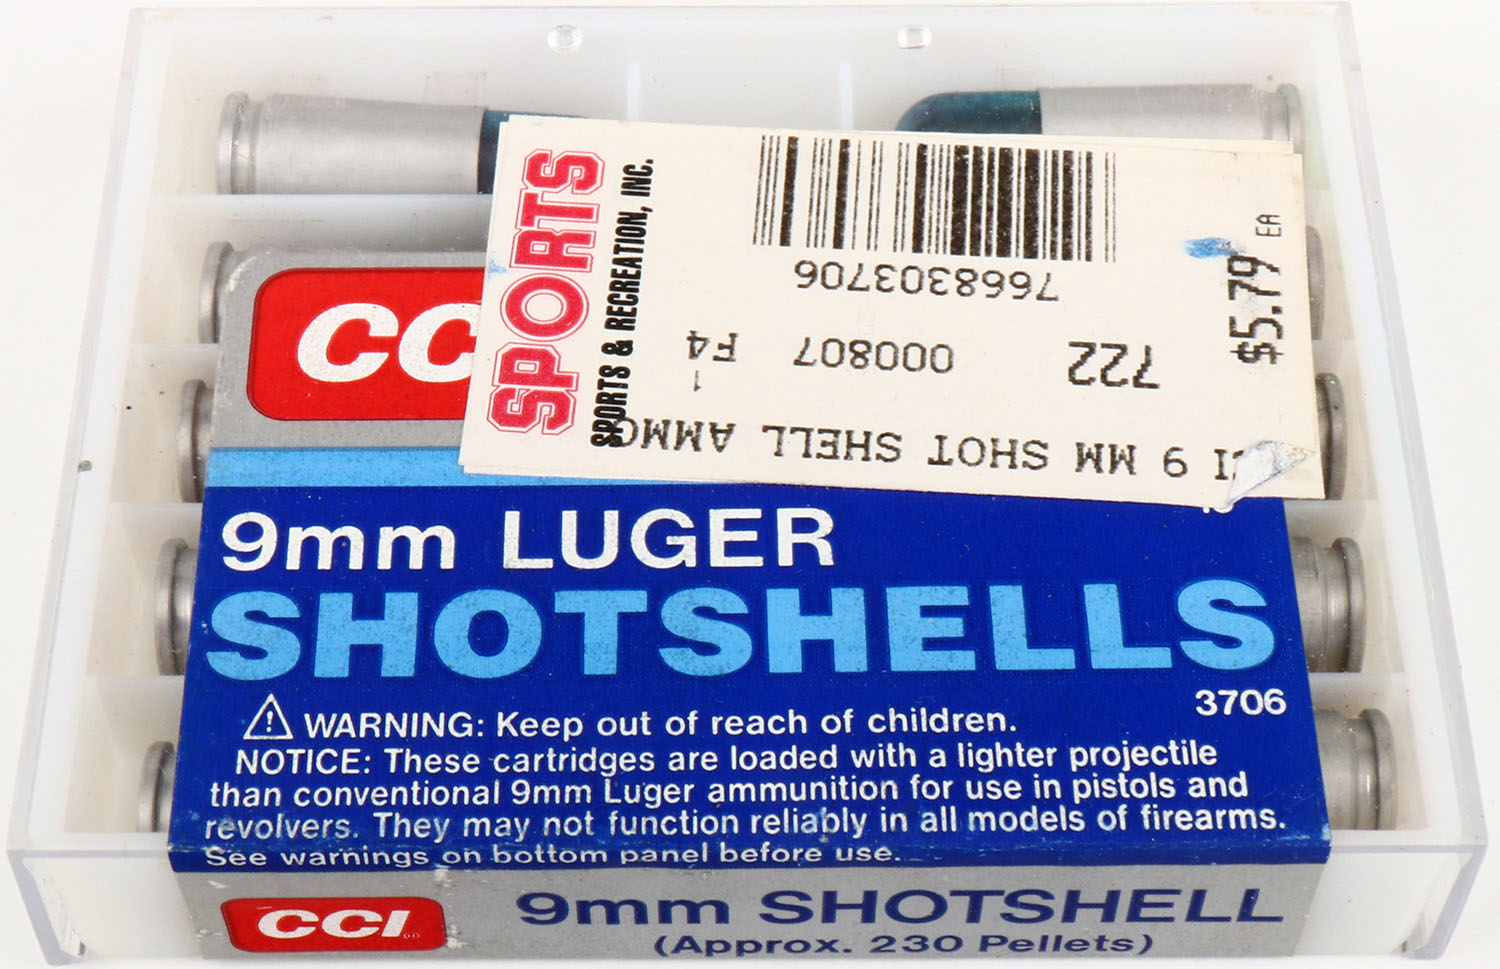 SPORTS
SPORTS & RECREATION, INC.
7668303706
722 000807 F4
1
I 9 MM SHOT SHELL AMMO
$5.79 EA
CC
9mm LUGER
SHOTSHELLS
3706
WARNING: Keep out of reach of children.
NOTICE: These cartridges are loaded with a lighter projectile
than conventional 9mm Luger ammunition for use in pistols and
revolvers. They may not function reliably in all models of firearms.
See warnings on bottom panel before use.
CCI
9mm SHOTSHELL
(Approx. 230 Pellets)